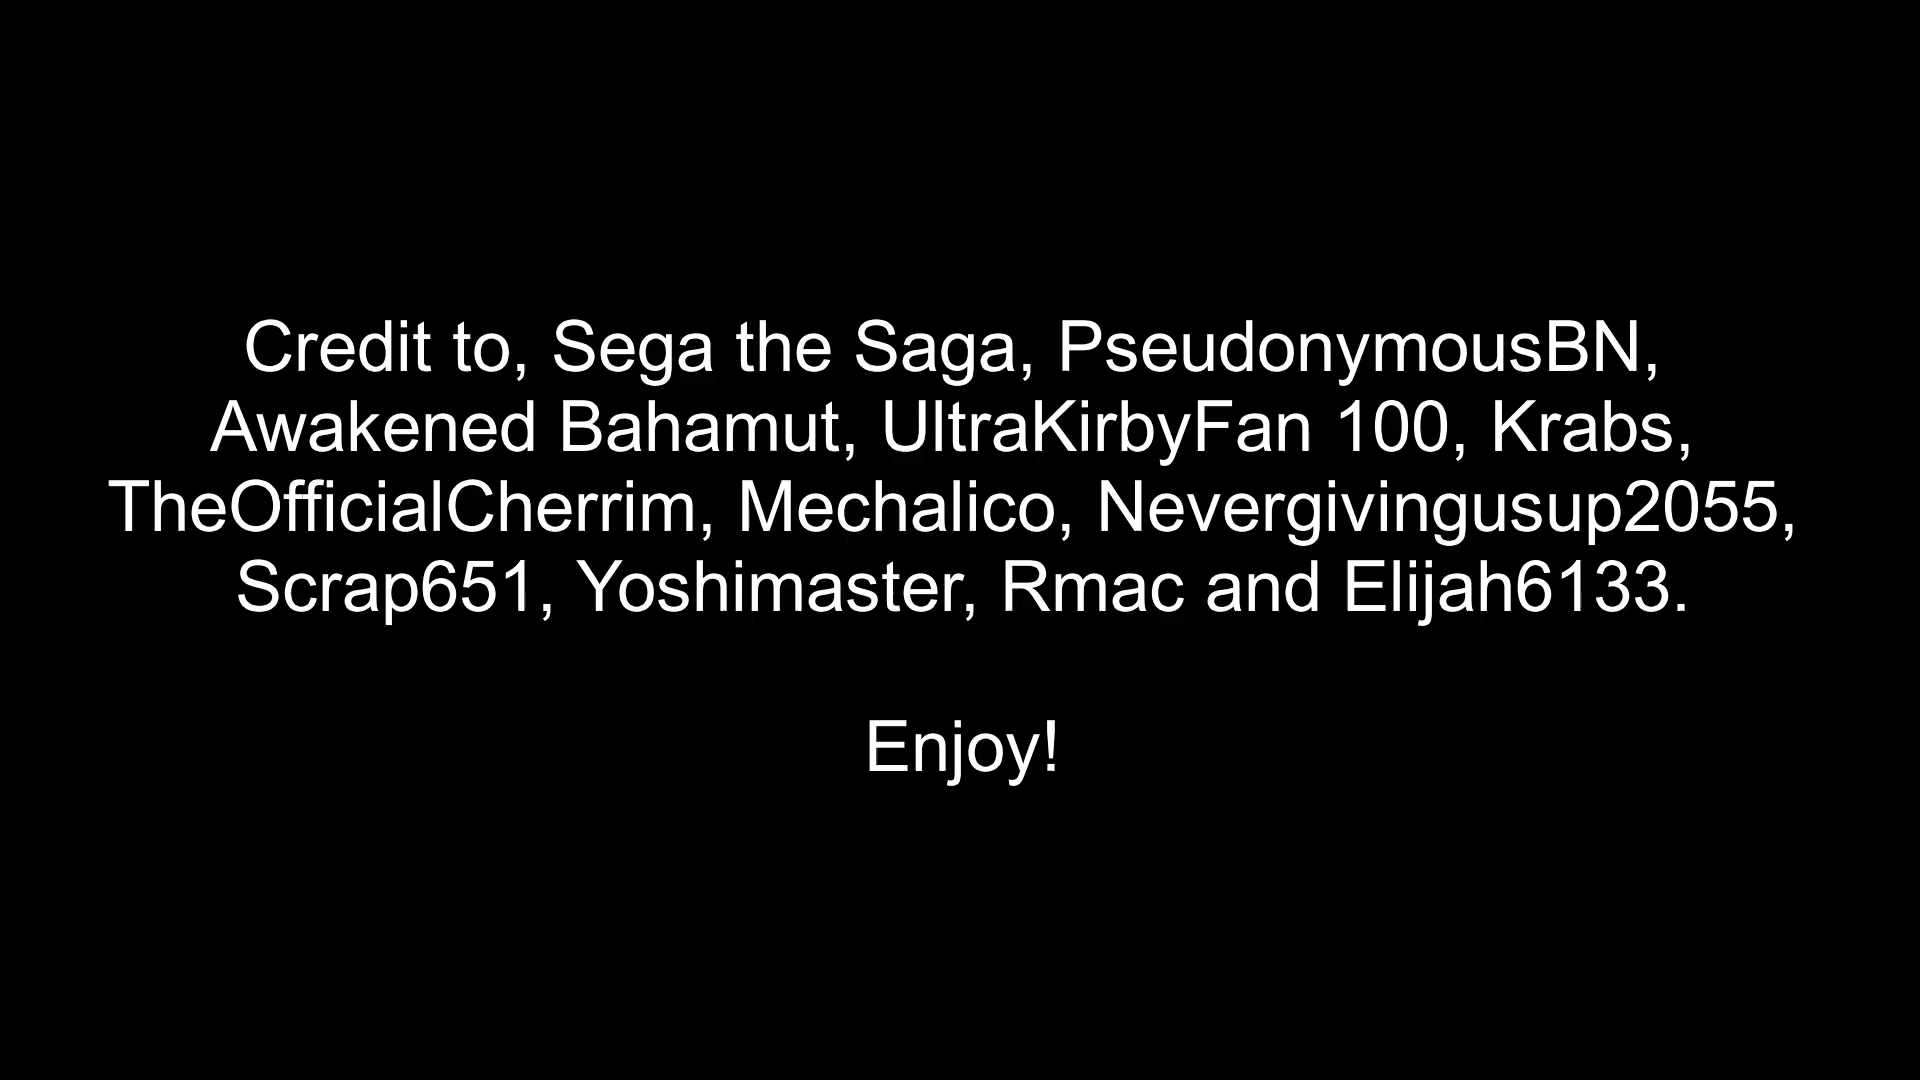 Credit to, Sega the Saga, PseudonymousBN,
Awakened Bahamut, UltraKirbyFan 100, Krabs,
TheOfficialCherrim, Mechalico, Nevergivingusup2055,
Scrap651, Yoshimaster, Rmac and Elijah6133.
Enjoy!